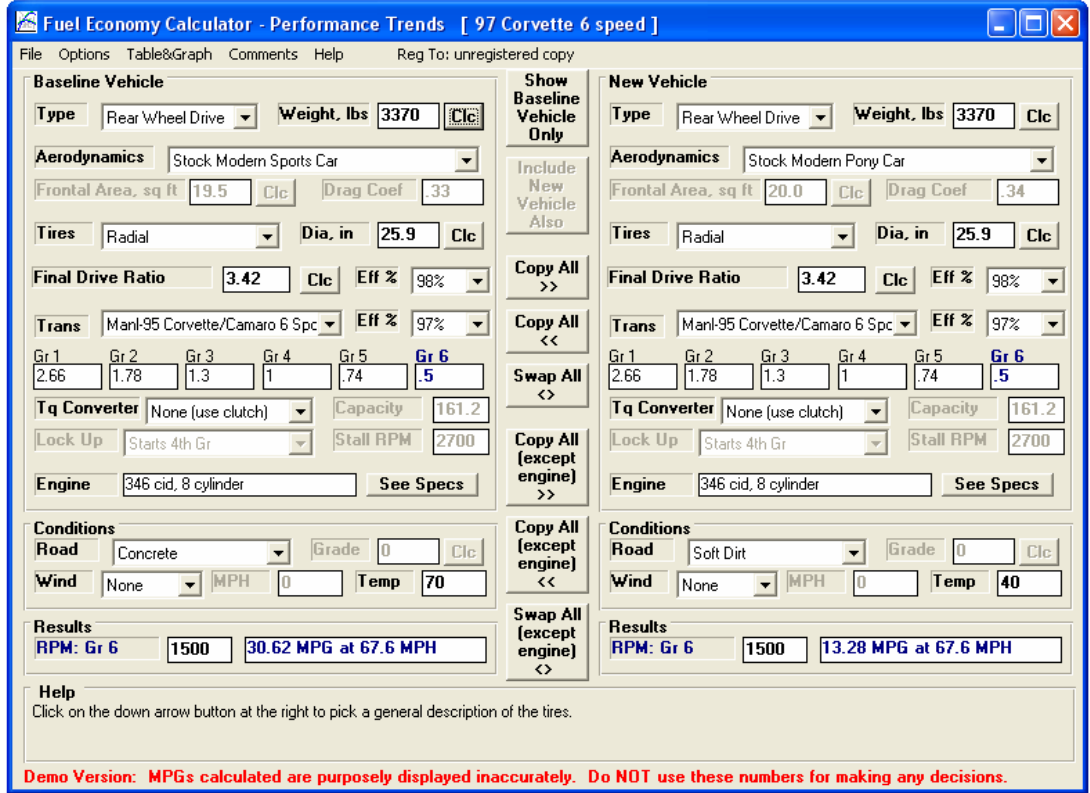 Fuel Economy Calculator - Performance Trends [ 97 Corvette 6 speed ]
File Options Table&Graph Comments Help Reg To: unregistered copy
Baseline Vehicle
Type Rear Wheel Drive Weight, lbs 3370 Clc
Aerodynamics Stock Modern Sports Car
Frontal Area, sq ft 19.5 Clc Drag Coef .33
Tires Radial Dia, in 25.9 Clc
Final Drive Ratio 3.42 Clc Eff % 98%
Trans Manl-95 Corvette/Camaro 6 Spc Eff % 97%
Gr 1 Gr 2 Gr 3 Gr 4 Gr 5 Gr 6
2.66 1.78 1.3 1 .74 .5
Tq Converter None (use clutch) Capacity 161.2
Lock Up Starts 4th Gr Stall RPM 2700
Engine 346 cid, 8 cylinder See Specs
Conditions
Road Concrete Grade 0 Clc
Wind None MPH 0 Temp 70
Results
RPM: Gr 6 1500 30.62 MPG at 67.6 MPH
Show
Baseline
Vehicle
Only
Include
New
Vehicle
Also
Copy All
>>
Copy All
<<
Swap All
<>
Copy All
(except
engine)
>>
Copy All
(except
engine)
<<
Swap All
(except
engine)
<>
New Vehicle
Type Rear Wheel Drive Weight, lbs 3370 Clc
Aerodynamics Stock Modern Pony Car
Frontal Area, sq ft 20.0 Clc Drag Coef .34
Tires Radial Dia, in 25.9 Clc
Final Drive Ratio 3.42 Clc Eff % 98%
Trans Manl-95 Corvette/Camaro 6 Spc Eff % 97%
Gr 1 Gr 2 Gr 3 Gr 4 Gr 5 Gr 6
2.66 1.78 1.3 1 .74 .5
Tq Converter None (use clutch) Capacity 161.2
Lock Up Starts 4th Gr Stall RPM 2700
Engine 346 cid, 8 cylinder See Specs
Conditions
Road Soft Dirt Grade 0 Clc
Wind None MPH 0 Temp 40
Results
RPM: Gr 6 1500 13.28 MPG at 67.6 MPH
Help
Click on the down arrow button at the right to pick a general description of the tires.
Demo Version: MPGs calculated are purposely displayed inaccurately. Do NOT use these numbers for making any decisions.